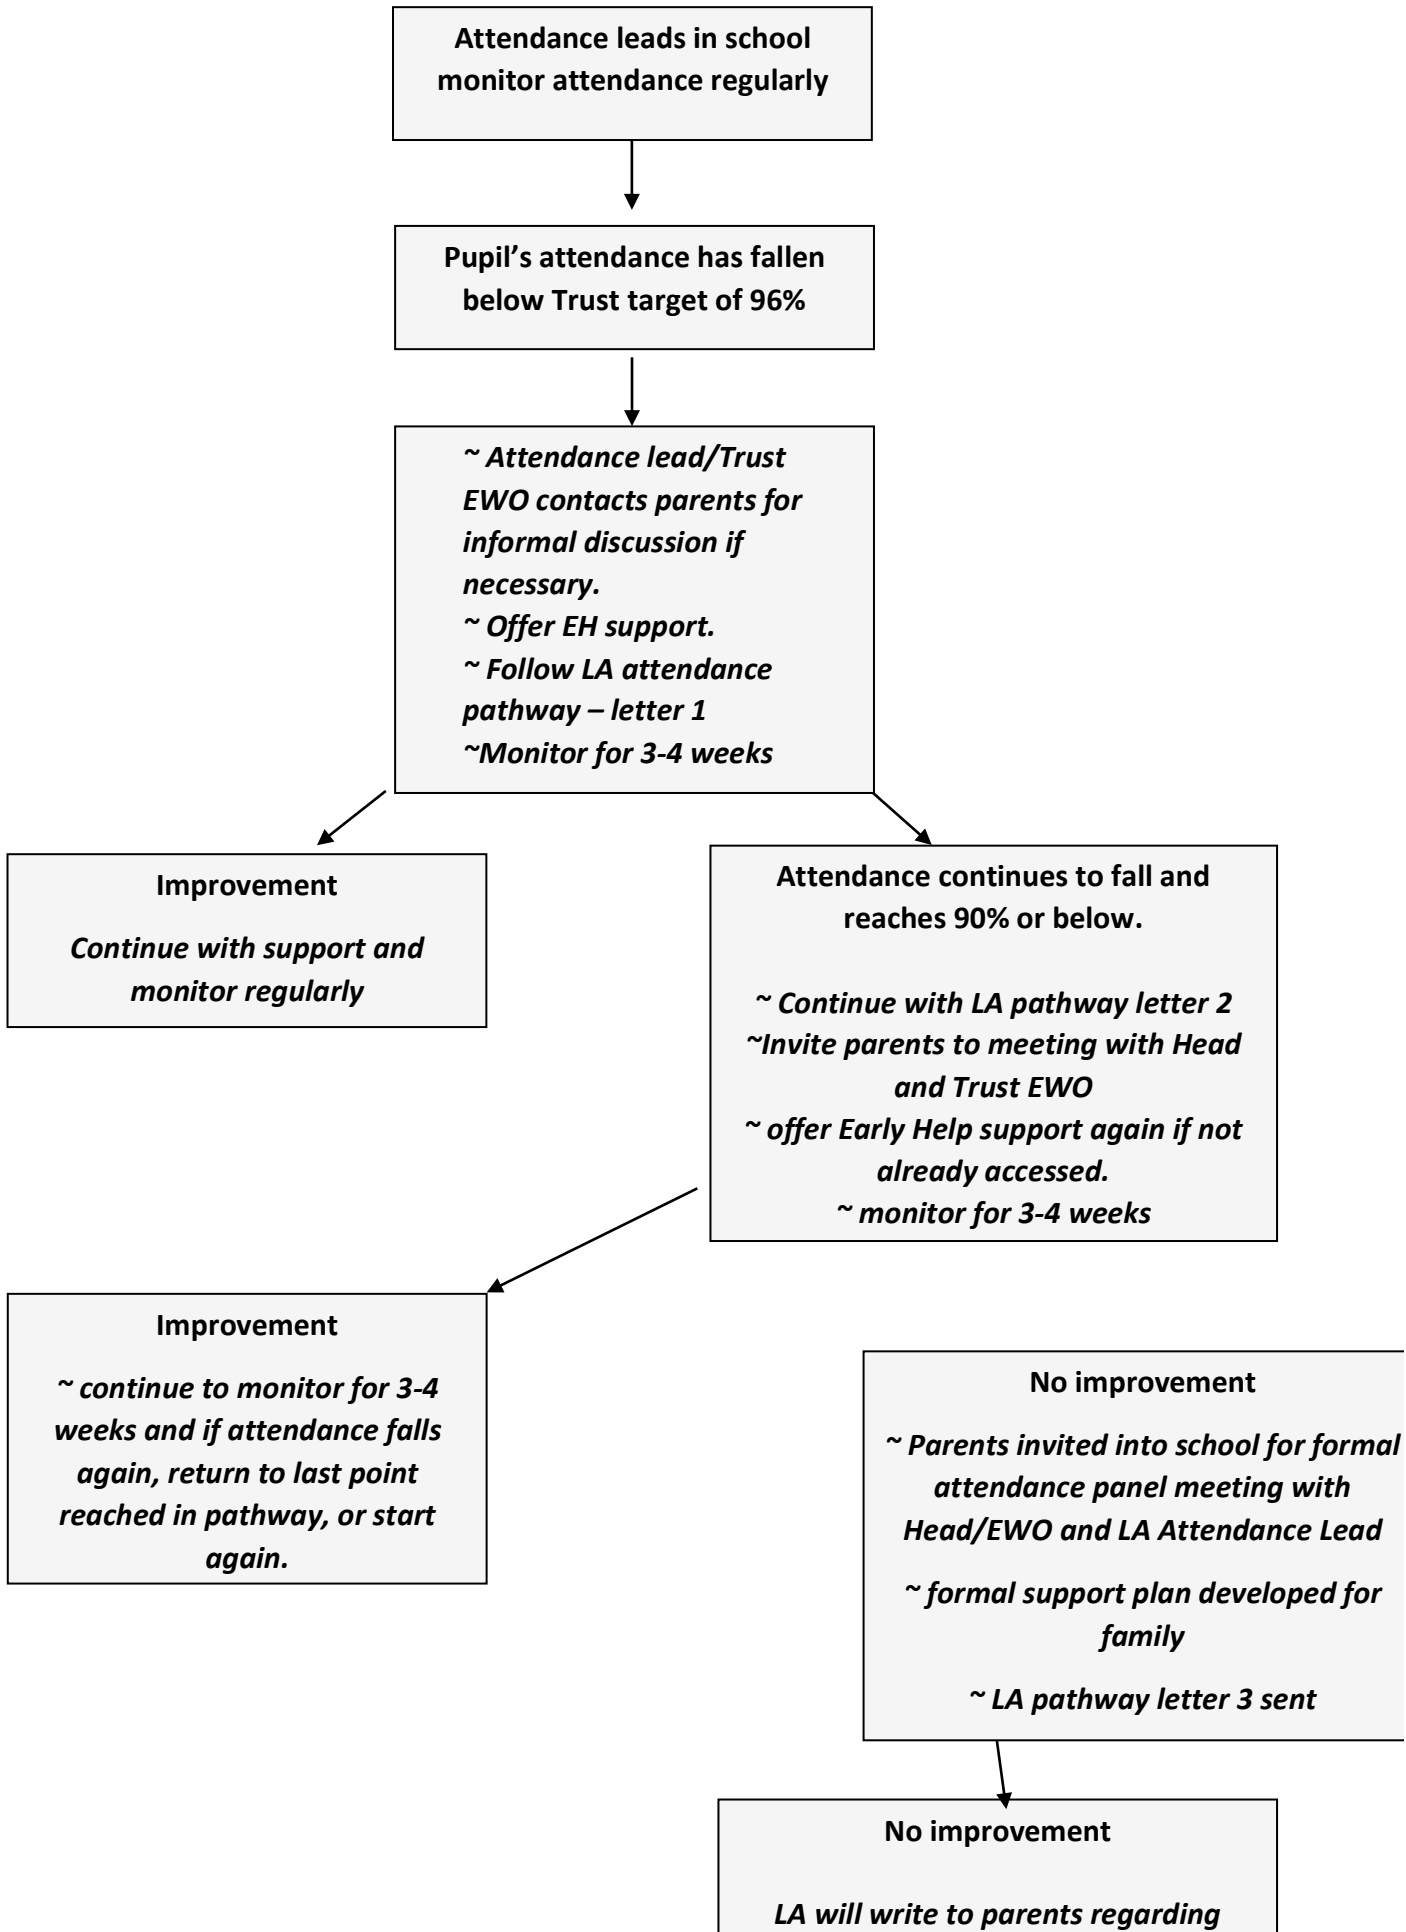 Attendance leads in school
monitor attendance regularly
Pupil’s attendance has fallen
below Trust target of 96%
~ Attendance lead/Trust
EWO contacts parents for
informal discussion if
necessary.
~ Offer EH support.
~ Follow LA attendance
pathway – letter 1
~Monitor for 3-4 weeks
Improvement
Continue with support and
monitor regularly
Attendance continues to fall and
reaches 90% or below.
~ Continue with LA pathway letter 2
~Invite parents to meeting with Head
and Trust EWO
~ offer Early Help support again if not
already accessed.
~ monitor for 3-4 weeks
Improvement
~ continue to monitor for 3-4
weeks and if attendance falls
again, return to last point
reached in pathway, or start
again.
No improvement
~ Parents invited into school for formal
attendance panel meeting with
Head/EWO and LA Attendance Lead
~ formal support plan developed for
family
~ LA pathway letter 3 sent
No improvement
LA will write to parents regarding